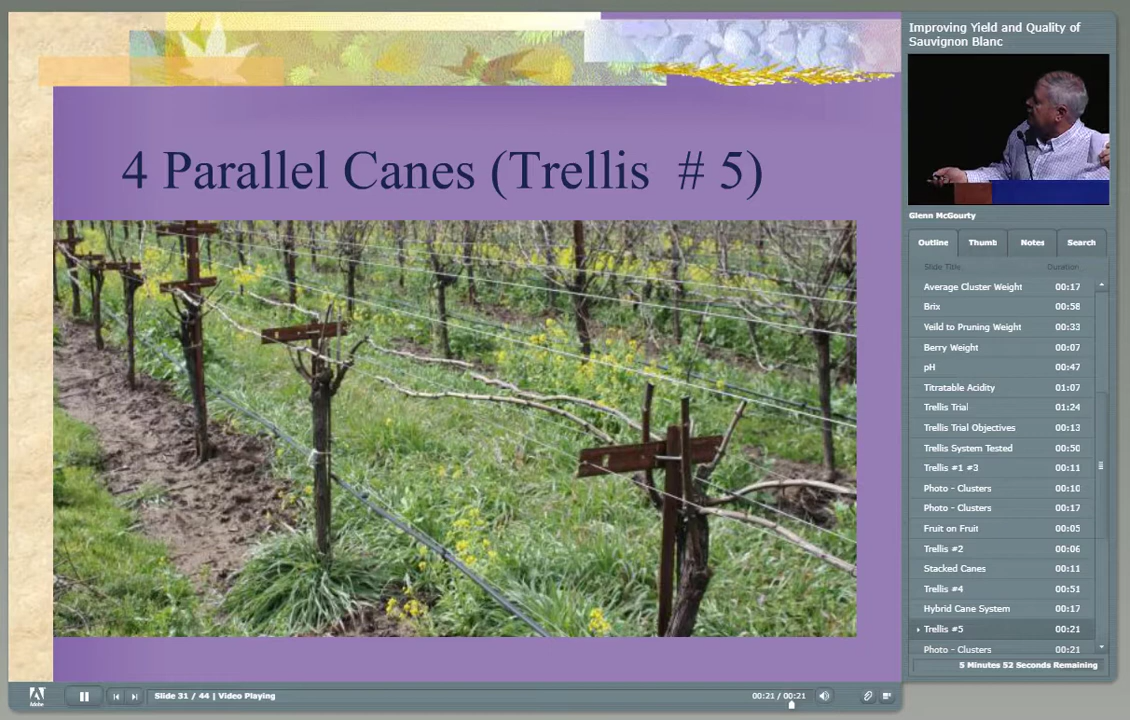 Improving Yield and Quality of
Sauvignon Blanc
4 Parallel Canes (Trellis # 5)
Glenn McGourty
Outline Thumb Notes Search
Slide Title Duration
Average Cluster Weight 00:17
Brix 00:58
Veild to Pruning Weight 00:33
Berry Weight 00:07
pH 00:47
Titratable Acidity 01:07
Trellis Trial 01:24
Trellis Trial Objectives 00:13
Trellis System Tested 00:50
Trellis #1 #3 00:11
Photo - Clusters 00:10
Photo - Clusters 00:17
Fruit on Fruit 00:05
Trellis #2 00:06
Stacked Canes 00:11
Trellis #4 00:51
Hybrid Cane System 00:17
Trellis #5 00:21
Photo - Clusters 00:21
5 Minutes 52 Seconds Remaining
Adobe
Slide 31 / 44 | Video Playing
00:21 / 00:21